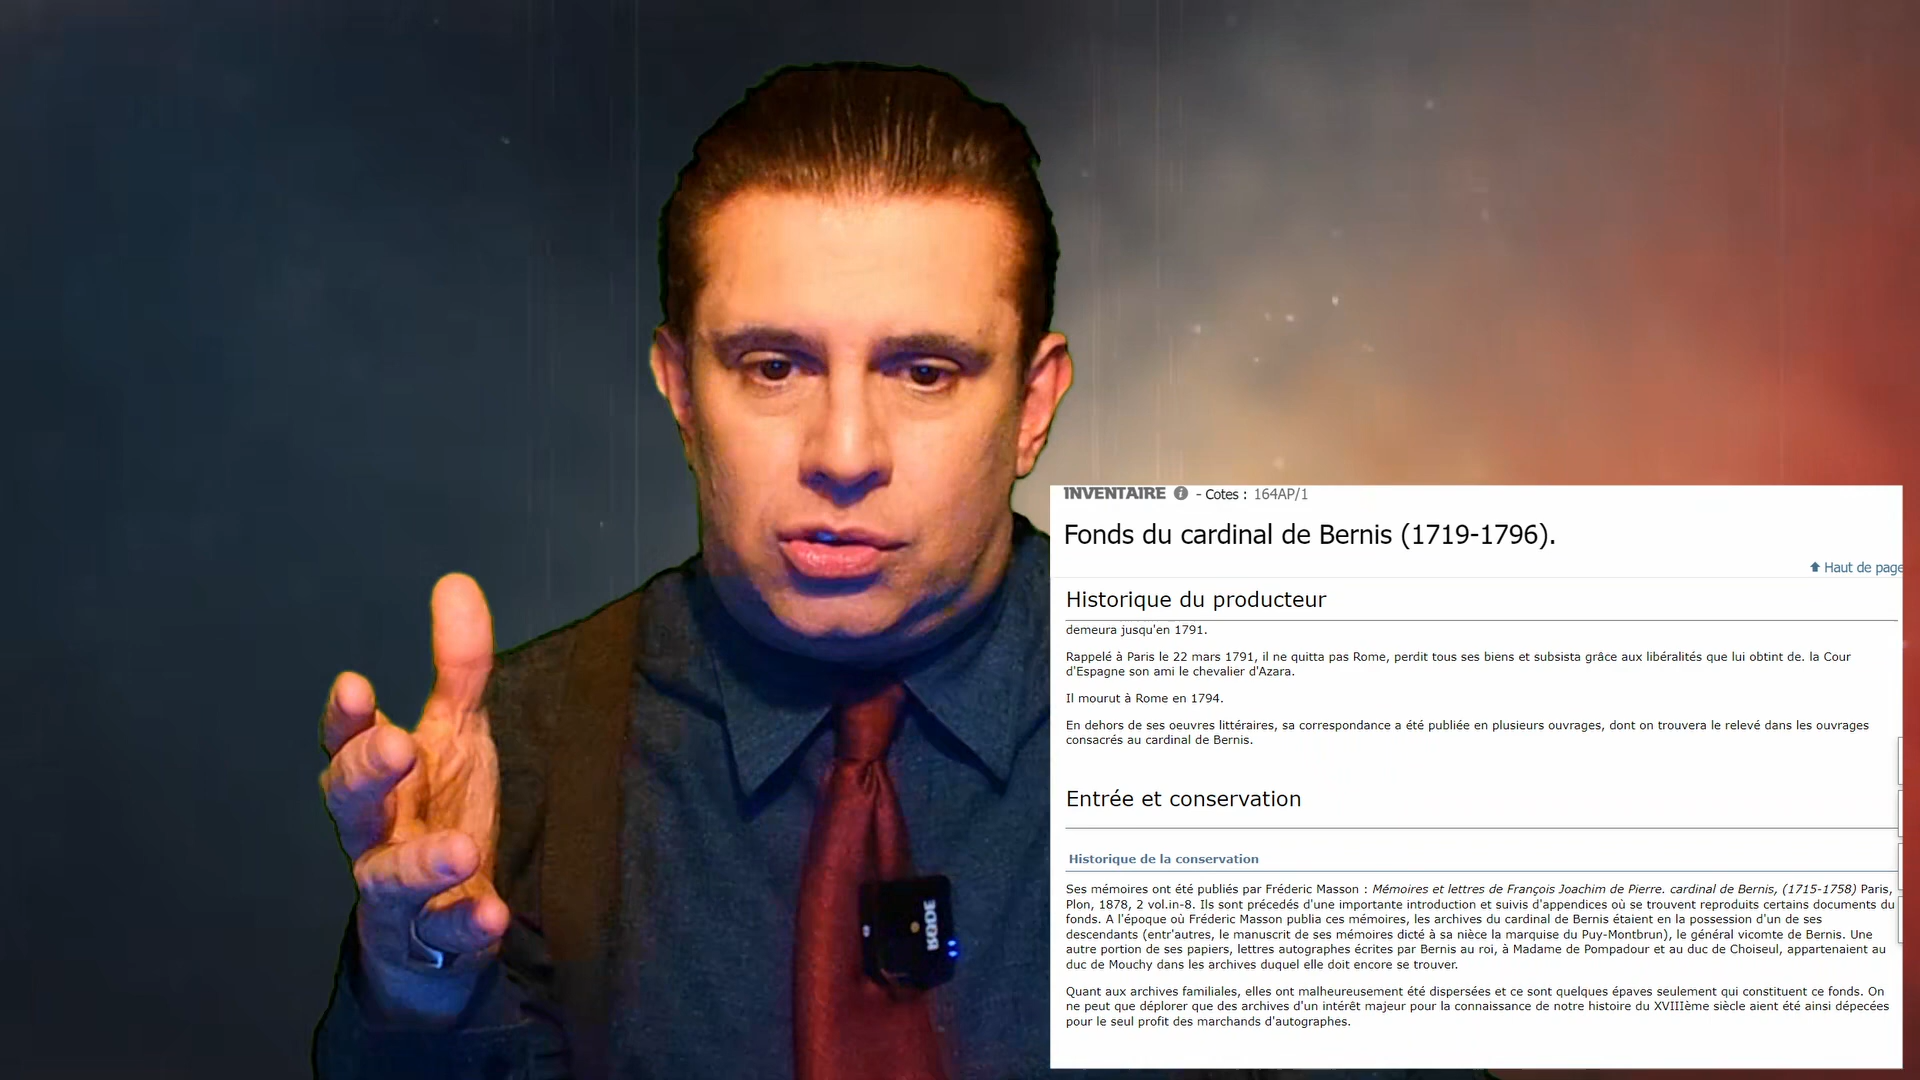 INVENTAIRE - Cotes : 164AP/1
Fonds du cardinal de Bernis (1719-1796).
Haut de page
Historique du producteur
demeura jusqu'en 1791.
Rappelé à Paris le 22 mars 1791, il ne quitta pas Rome, perdit tous ses biens et subsista grâce aux libéralités que lui obtint de. la Cour
d'Espagne son ami le chevalier d'Azara.
Il mourut à Rome en 1794.
En dehors de ses oeuvres littéraires, sa correspondance a été publiée en plusieurs ouvrages, dont on trouvera le relevé dans les ouvrages
consacrés au cardinal de Bernis.
Entrée et conservation
Historique de la conservation
Ses mémoires ont été publiés par Fréderic Masson : Mémoires et lettres de François Joachim de Pierre. cardinal de Bernis, (1715-1758) Paris,
Plon, 1878, 2 vol.in-8. Ils sont précédés d'une importante introduction et suivis d'appendices où se trouvent reproduits certains documents du
fonds. A l'époque où Fréderic Masson publia ces mémoires, les archives du cardinal de Bernis étaient en la possession d'un de ses
descendants (entr'autres, le manuscrit de ses mémoires dicté à sa nièce la marquise du Puy-Montbrun), le général vicomte de Bernis. Une
autre portion de ses papiers, lettres autographes écrites par Bernis au roi, à Madame de Pompadour et au duc de Choiseul, appartenaient au
duc de Mouchy dans les archives duquel elle doit encore se trouver.
Quant aux archives familiales, elles ont malheureusement été dispersées et ce sont quelques épaves seulement qui constituent ce fonds. On
ne peut que déplorer que des archives d'un intérêt majeur pour la connaissance de notre histoire du XVIIIème siècle aient été ainsi dépecées
pour le seul profit des marchands d'autographes.
RODE